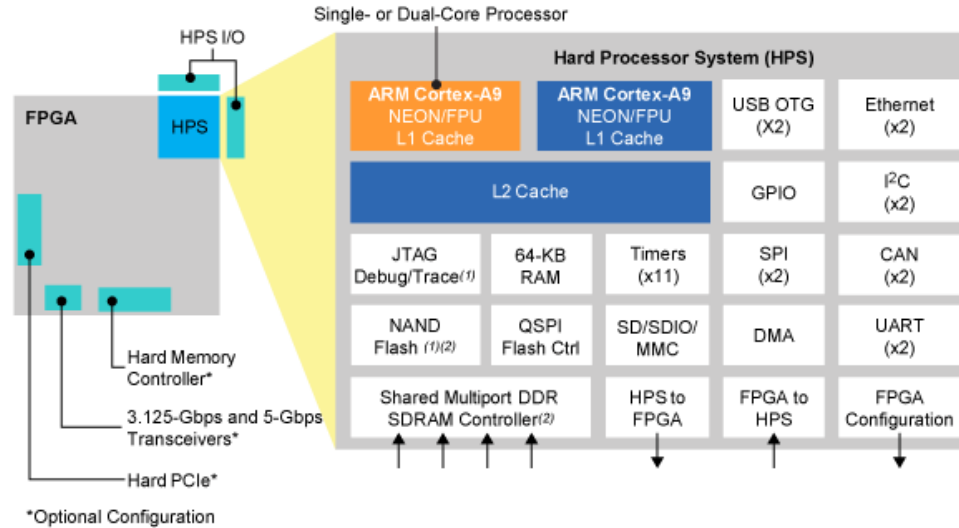 Single- or Dual-Core Processor
HPS I/O
FPGA
HPS
Hard Memory
Controller*
3.125-Gbps and 5-Gbps
Transceivers*
Hard PCIe*
*Optional Configuration
Hard Processor System (HPS)
ARM Cortex-A9
NEON/FPU
L1 Cache
ARM Cortex-A9
NEON/FPU
L1 Cache
USB OTG
(X2)
Ethernet
(x2)
L2 Cache
GPIO
I²C
(x2)
JTAG
Debug/Trace(1)
64-KB
RAM
Timers
(x11)
SPI
(x2)
CAN
(x2)
NAND
Flash (1)(2)
QSPI
Flash Ctrl
SD/SDIO/
MMC
DMA
UART
(x2)
Shared Multiport DDR
SDRAM Controller(2)
HPS to
FPGA
FPGA to
HPS
FPGA
Configuration